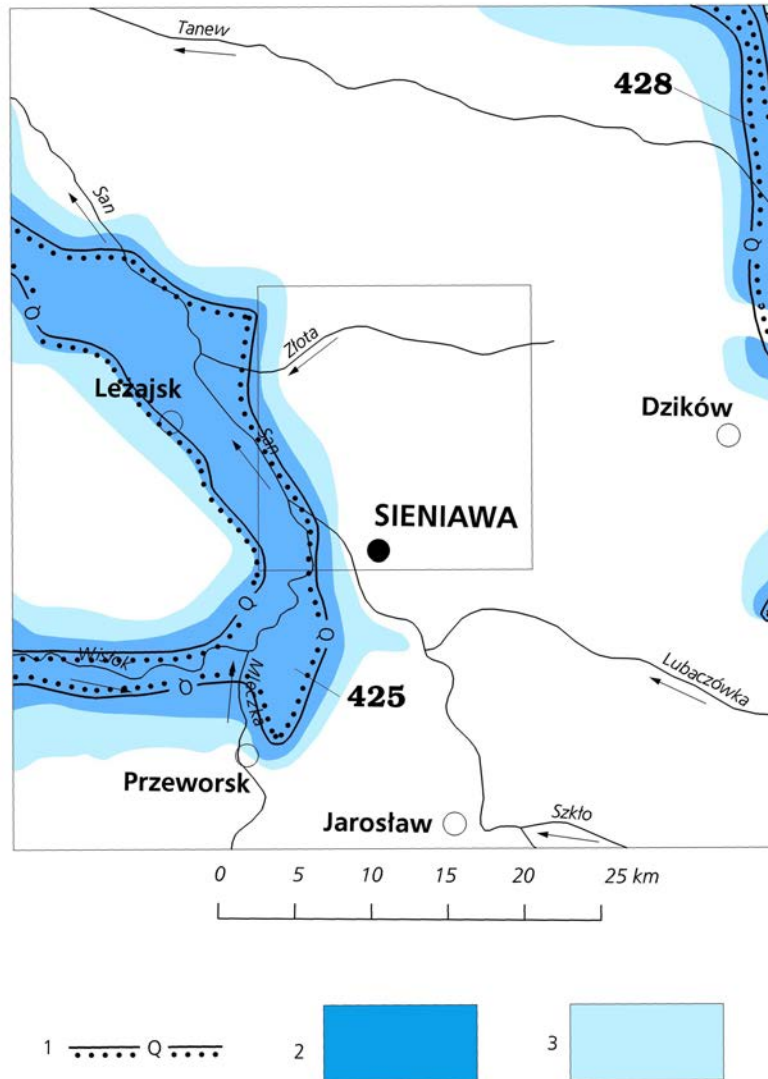 Tanew
428
San
Q
Q
Złota
Leżajsk
Dzików
San
SIENIAWA
Q
Q
Wisłok
Q
Mleczka
425
Lubaczówka
Przeworsk
Jarosław
Szkło
0 5 10 15 20 25 km
1 Q 2 3